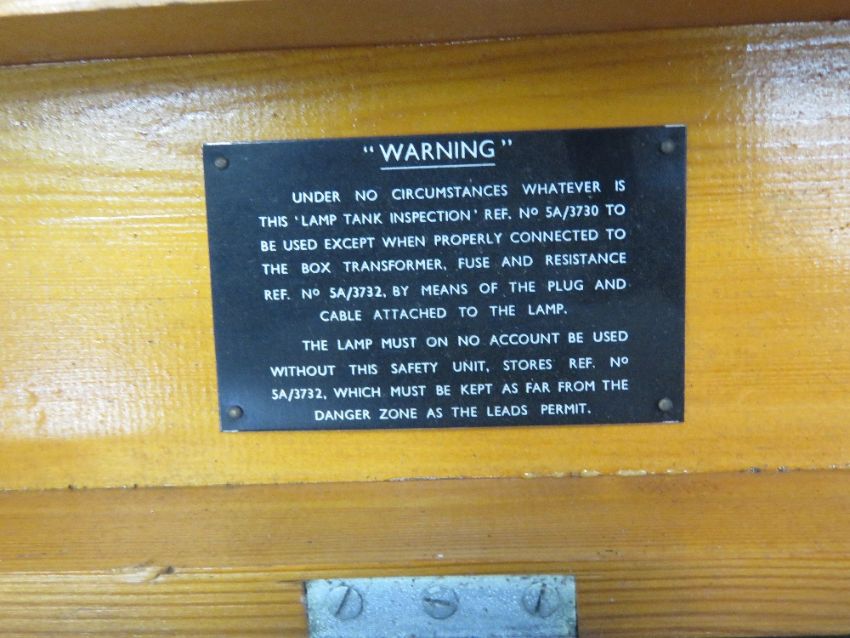 "WARNING"
UNDER NO CIRCUMSTANCES WHATEVER IS
THIS 'LAMP TANK INSPECTION' REF. Nº 5A/3730 TO
BE USED EXCEPT WHEN PROPERLY CONNECTED TO
THE BOX TRANSFORMER, FUSE AND RESISTANCE
REF. Nº 5A/3732, BY MEANS OF THE PLUG AND
CABLE ATTACHED TO THE LAMP.
THE LAMP MUST ON NO ACCOUNT BE USED
WITHOUT THIS SAFETY UNIT, STORES REF. Nº
5A/3732, WHICH MUST BE KEPT AS FAR FROM THE
DANGER ZONE AS THE LEADS PERMIT.